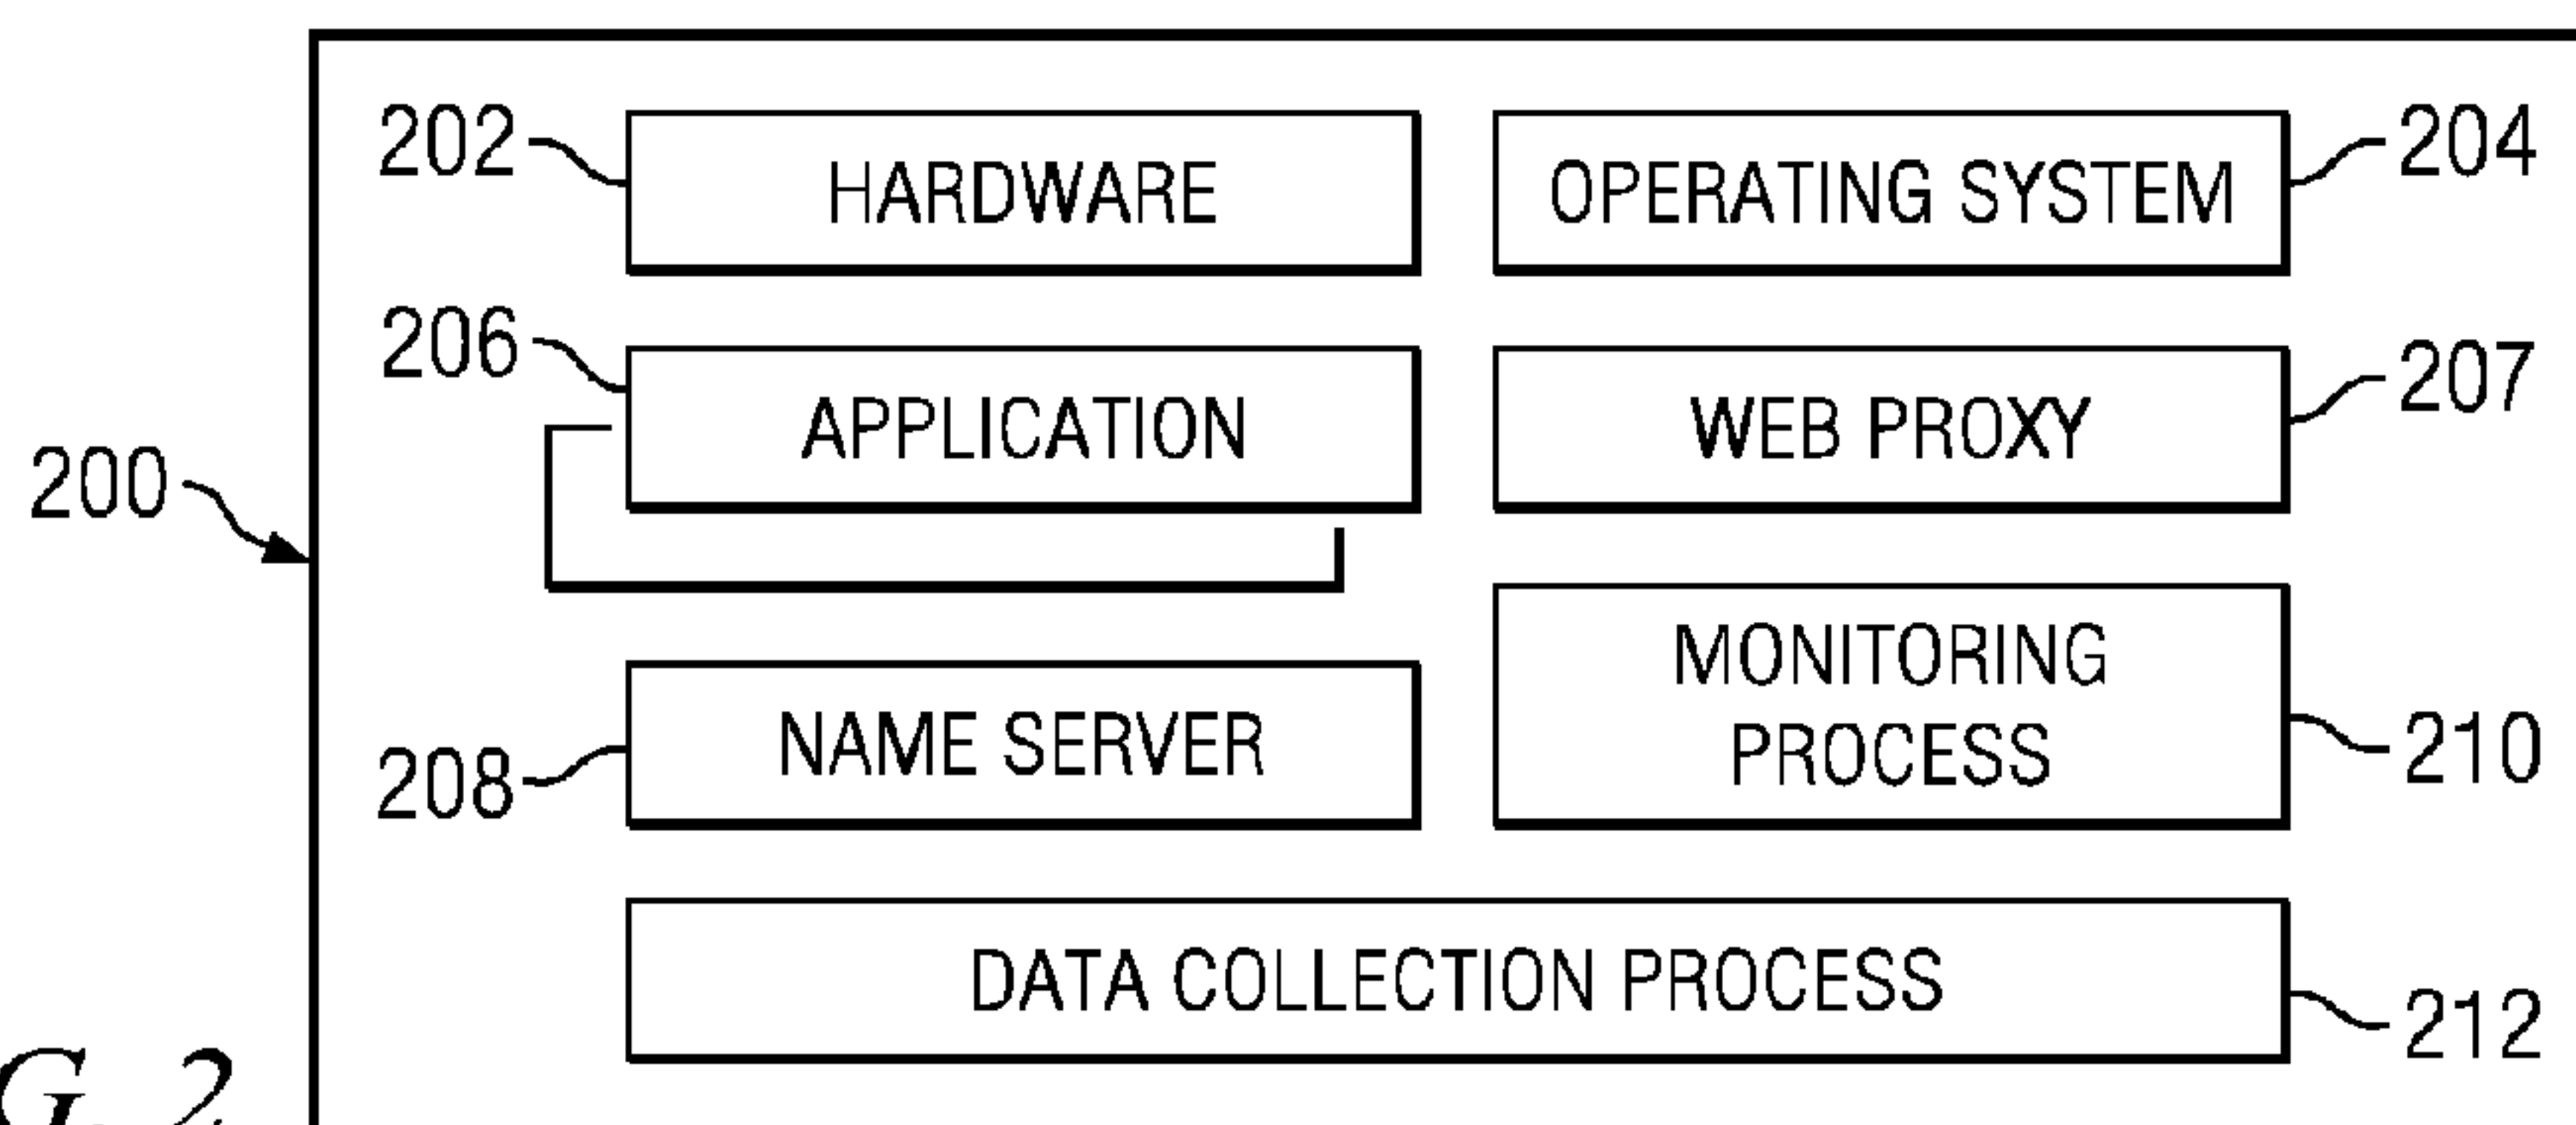 202 HARDWARE OPERATING SYSTEM 204
206 APPLICATION WEB PROXY 207
200
MONITORING
PROCESS 210
208 NAME SERVER
DATA COLLECTION PROCESS 212
G. 2